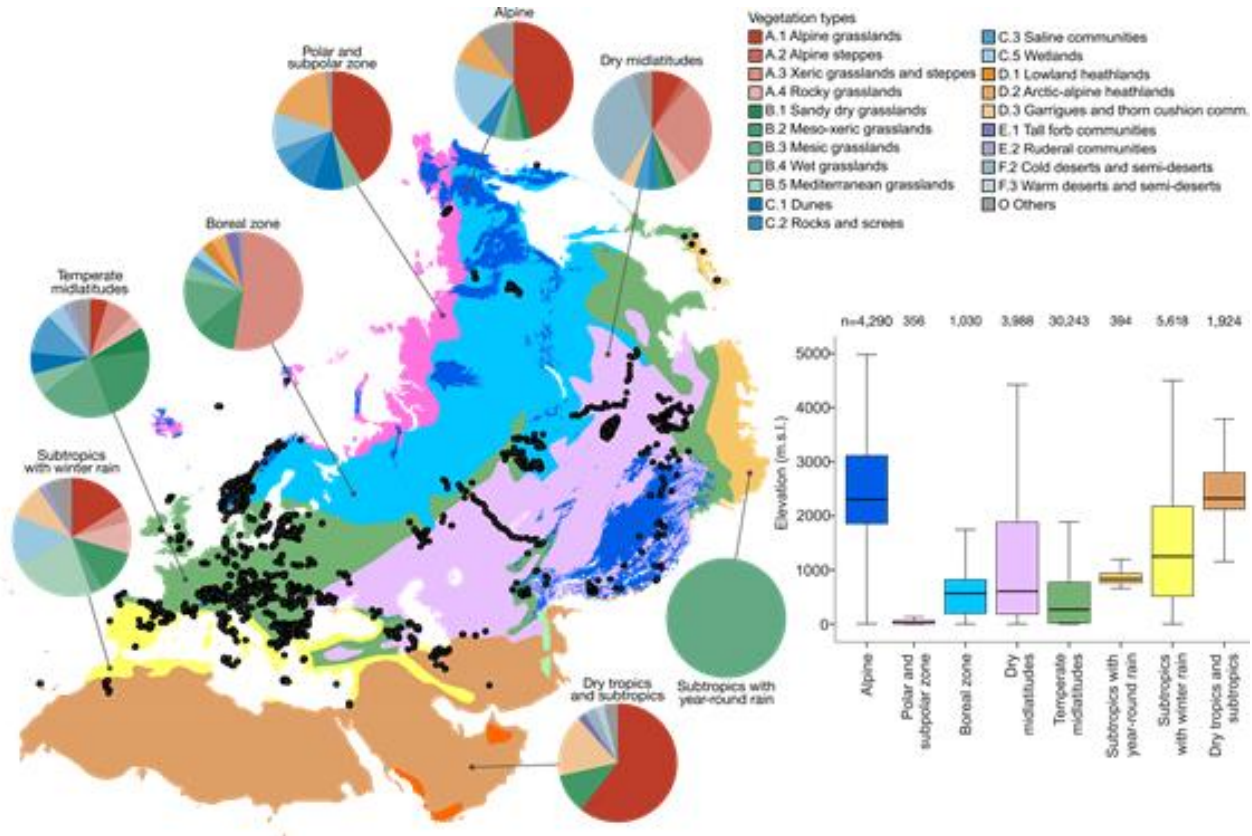 Alpine
Polar and
subpolar zone
Dry midlatitudes
Boreal zone
Temperate
midlatitudes
Subtropics
with winter rain
Subtropics with
year-round rain
Dry tropics
and subtropics
Vegetation types
A.1 Alpine grasslands
A.2 Alpine steppes
A.3 Xeric grasslands and steppes
A.4 Rocky grasslands
B.1 Sandy dry grasslands
B.2 Meso-xeric grasslands
B.3 Mesic grasslands
B.4 Wet grasslands
B.5 Mediterranean grasslands
C.1 Dunes
C.2 Rocks and screes
C.3 Saline communities
C.5 Wetlands
D.1 Lowland heathlands
D.2 Arctic-alpine heathlands
D.3 Garrigues and thorn cushion comm.
E.1 Tall forb communities
E.2 Ruderal communities
F.2 Cold deserts and semi-deserts
F.3 Warm deserts and semi-deserts
O Others
n=4,290 356 1,030 3,988 30,243 394 5,618 1,924
Elevation (m.s.l.)
5000
4000
3000
2000
1000
0
Alpine
Polar and
subpolar zone
Boreal zone
Dry
midlatitudes
Temperate
midlatitudes
Subtropics with
year-round rain
Subtropics
with winter rain
Dry tropics and
subtropics